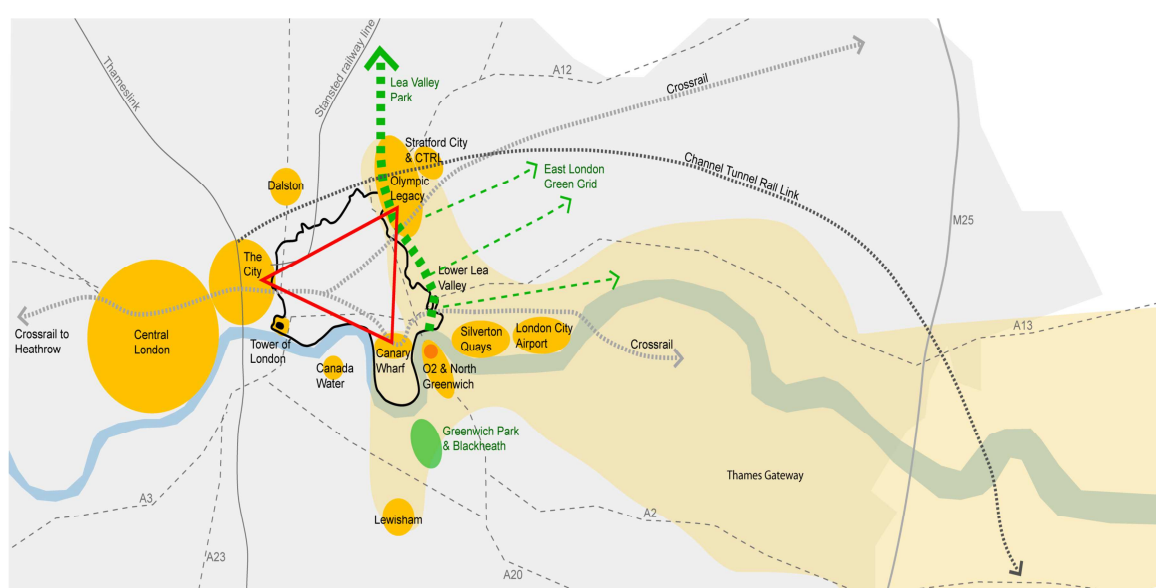 Thameslink
Stansted railway line
Lea Valley
Park
A12
Crossrail
Stratford City
& CTRL
Channel Tunnel Rail Link
East London
Green Grid
Dalston
Olympic
Legacy
M25
The
City
Lower Lea
Valley
Crossrail to
Heathrow
Central
London
Tower of
London
Canada
Water
Canary
Wharf
O2 & North
Greenwich
Silverton
Quays
London City
Airport
Crossrail
A13
Greenwich Park
& Blackheath
Thames Gateway
A3
Lewisham
A2
A23
A20